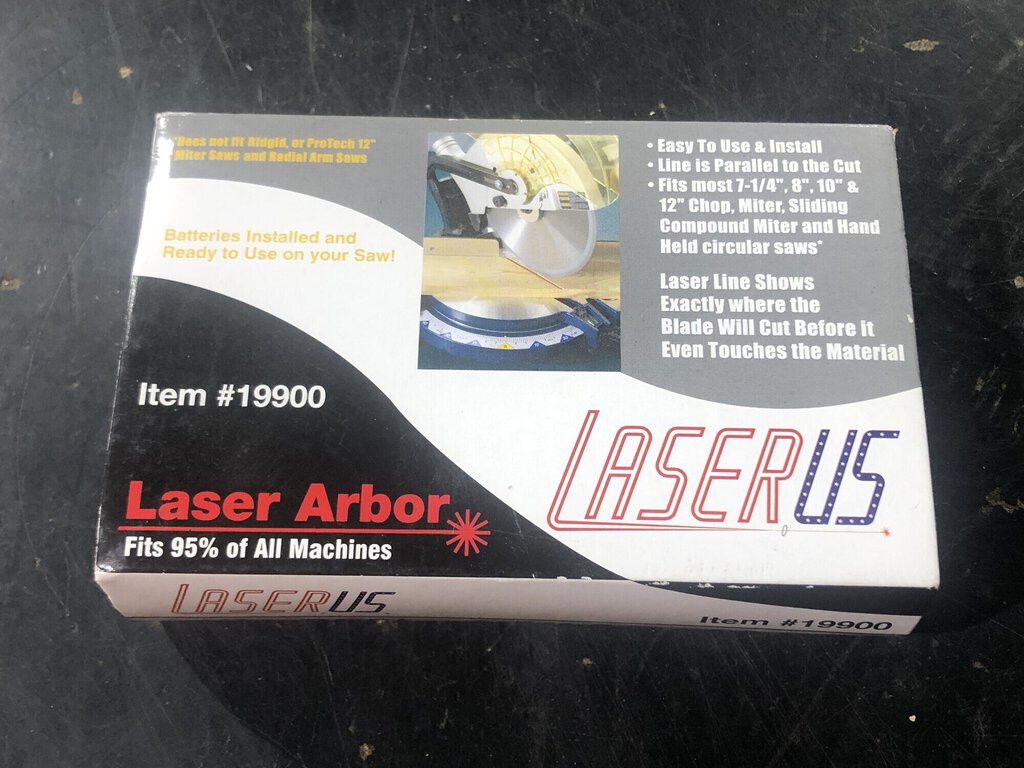 *Does not fit Ridgid, or ProTech 12"
Miter Saws and Radial Arm Saws
Batteries Installed and
Ready to Use on your Saw!
• Easy To Use & Install
• Line is Parallel to the Cut
• Fits most 7-1/4", 8", 10" &
12" Chop, Miter, Sliding
Compound Miter and Hand
Held circular saws*
Laser Line Shows
Exactly where the
Blade Will Cut Before it
Even Touches the Material
Item #19900
LASERUS
Laser Arbor
Fits 95% of All Machines
LASERUS
Item #19900